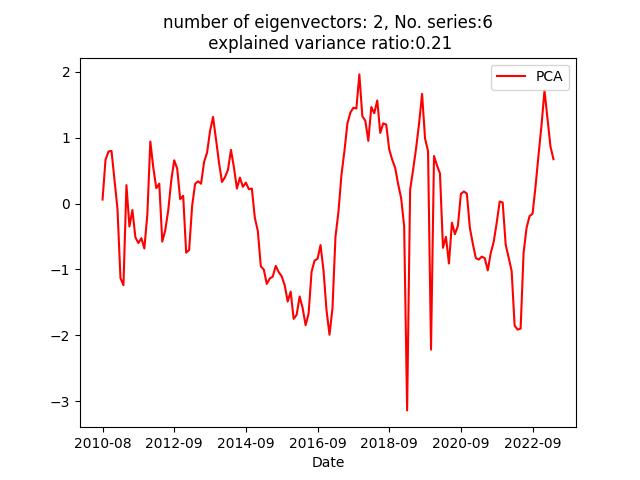 number of eigenvectors: 2, No. series:6
explained variance ratio:0.21
PCA
2
1
0
−1
−2
−3
2010-08 2012-09 2014-09 2016-09 2018-09 2020-09 2022-09
Date